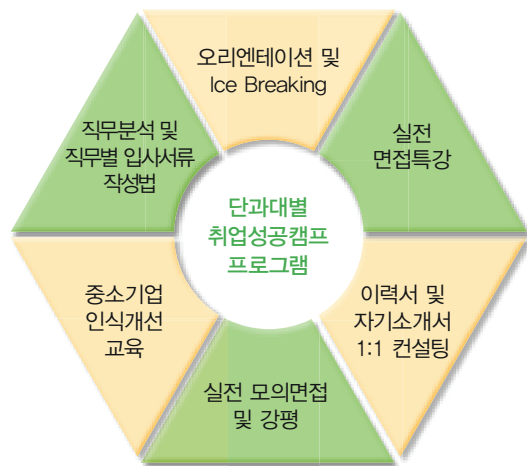 오리엔테이션 및
Ice Breaking
실전
면접특강
이력서 및
자기소개서
1:1 컨설팅
실전 모의면접
및 강평
중소기업
인식개선
교육
직무분석 및
직무별 입사서류
작성법
단과대별
취업성공캠프
프로그램